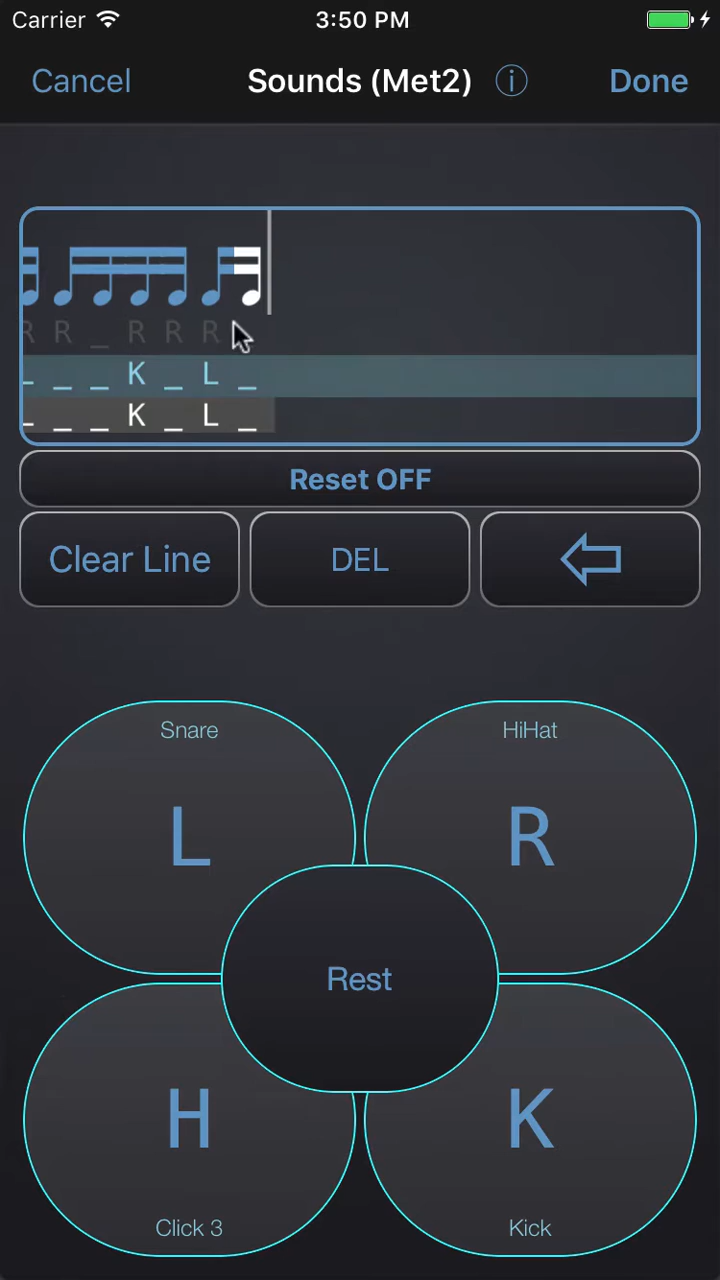 Carrier 3:50 PM
Cancel Sounds (Met2) i Done
R R _ R R R
_ _ _ K _ L _
_ _ _ K _ L _
Reset OFF
Clear Line DEL
Snare HiHat
L R
Rest
H K
Click 3 Kick